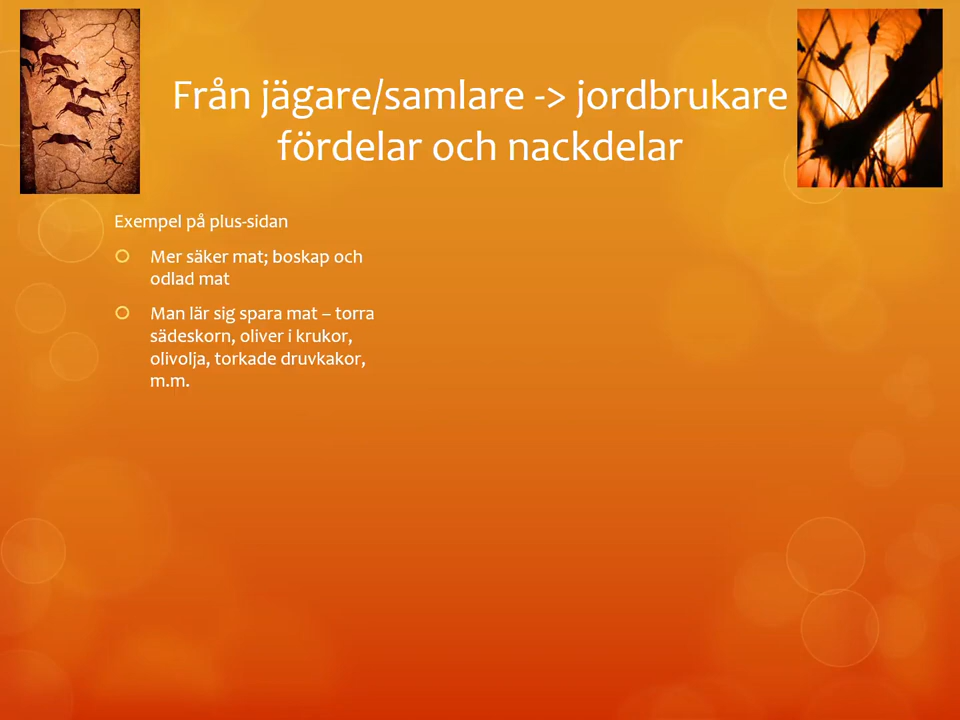 Från jägare/samlare -> jordbrukare
fördelar och nackdelar
Exempel på plus-sidan
Mer säker mat; boskap och
odlad mat
Man lär sig spara mat – torra
sädeskorn, oliver i krukor,
olivolja, torkade druvkakor,
m.m.